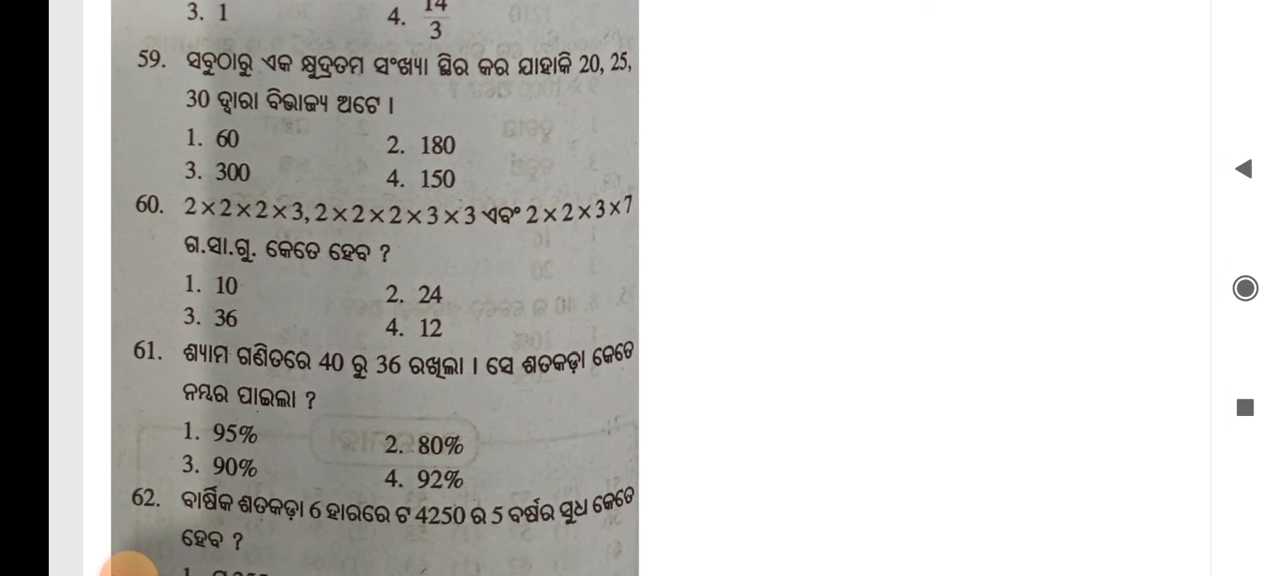 3. 1
4. 14/3
59. ସବୁଠାରୁ ଏକ କ୍ଷୁଦ୍ରତମ ସଂଖ୍ୟା ସ୍ଥିର କର ଯାହାକି 20, 25,
30 ଦ୍ୱାରା ବିଭାଜ୍ୟ ଅଟେ ।
1. 60
2. 180
3. 300
4. 150
60. 2×2×2×3, 2×2×2×3×3 ଏବଂ 2×2×3×7
ଗ.ସା.ଗୁ. କେତେ ହେବ ?
1. 10
2. 24
3. 36
4. 12
61. ଶ୍ୟାମ ଗଣିତରେ 40 ରୁ 36 ରଖିଲା । ସେ ଶତକଡ଼ା କେତେ
ନମ୍ବର ପାଇଲା ?
1. 95%
2. 80%
3. 90%
4. 92%
62. ବାର୍ଷିକ ଶତକଡ଼ା 6 ହାରରେ ଟ 4250 ର 5 ବର୍ଷର ସୁଧ କେତେ
ହେବ ?